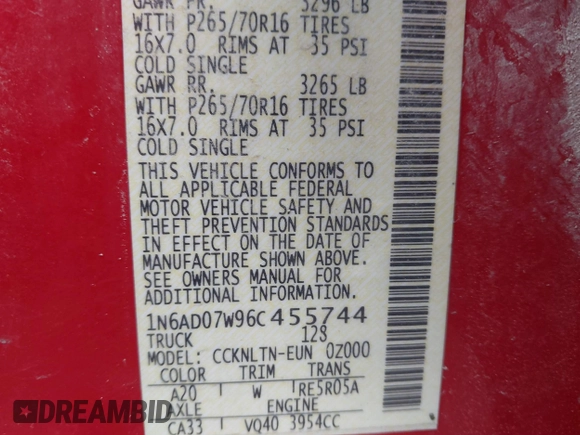 GAWR FR. 3296 LB
WITH P265/70R16 TIRES
16X7.0 RIMS AT 35 PSI
COLD SINGLE
GAWR RR. 3265 LB
WITH P265/70R16 TIRES
16X7.0 RIMS AT 35 PSI
COLD SINGLE
THIS VEHICLE CONFORMS TO
ALL APPLICABLE FEDERAL
MOTOR VEHICLE SAFETY AND
THEFT PREVENTION STANDARDS
IN EFFECT ON THE DATE OF
MANUFACTURE SHOWN ABOVE.
SEE OWNERS MANUAL FOR
ADDITIONAL INFORMATION.
1N6AD07W96C455744
TRUCK 128
MODEL: CCKNLTN-EUN 0Z000
COLOR TRIM TRANS
A20 W RE5R05A
AXLE ENGINE
CA33 VQ40 3954CC
DREAMBID